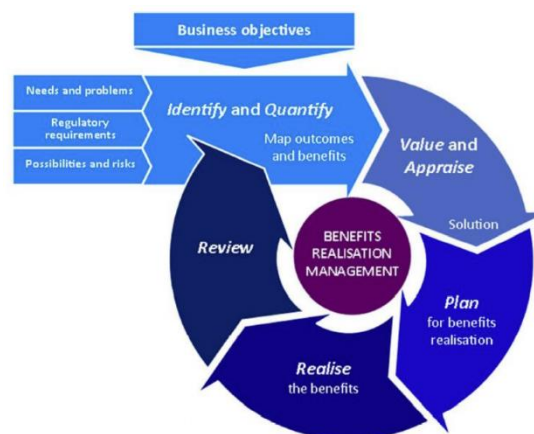 Business objectives
Needs and problems
Regulatory
requirements
Possibilities and risks
Identify and Quantify
Map outcomes
and benefits
Value and
Appraise
Solution
Plan
for benefits
realisation
Realise
the benefits
Review
BENEFITS
REALISATION
MANAGEMENT